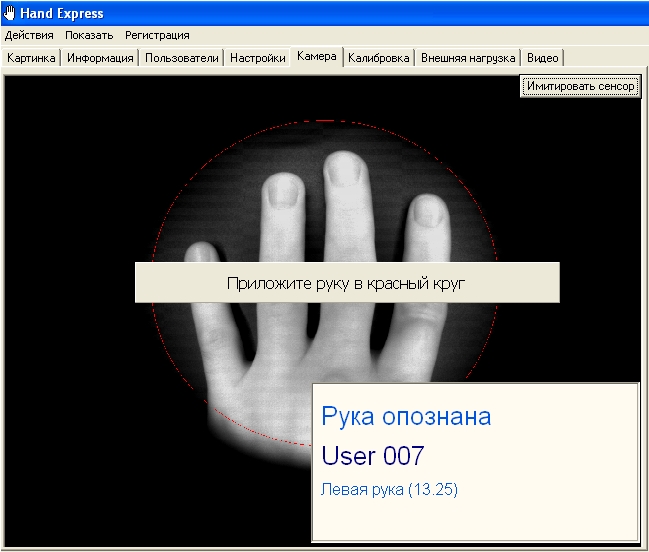 Hand Express
Действия Показать Регистрация
Картинка Информация Пользователи Настройки Камера Калибровка Внешняя нагрузка Видео
Имитировать сенсор
Приложите руку в красный круг
Рука опознана
User 007
Левая рука (13.25)